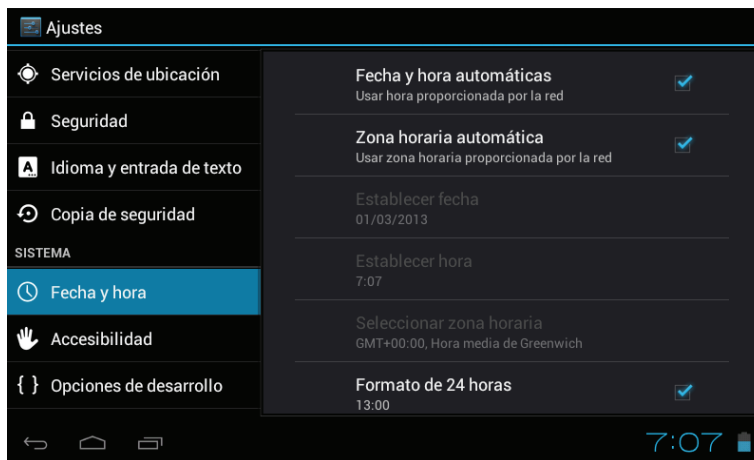 Ajustes
Servicios de ubicación
Seguridad
Idioma y entrada de texto
Copia de seguridad
SISTEMA
Fecha y hora
Accesibilidad
{ } Opciones de desarrollo
Fecha y hora automáticas
Usar hora proporcionada por la red
Zona horaria automática
Usar zona horaria proporcionada por la red
Establecer fecha
01/03/2013
Establecer hora
7:07
Seleccionar zona horaria
GMT+00:00, Hora media de Greenwich
Formato de 24 horas
13:00
7:07